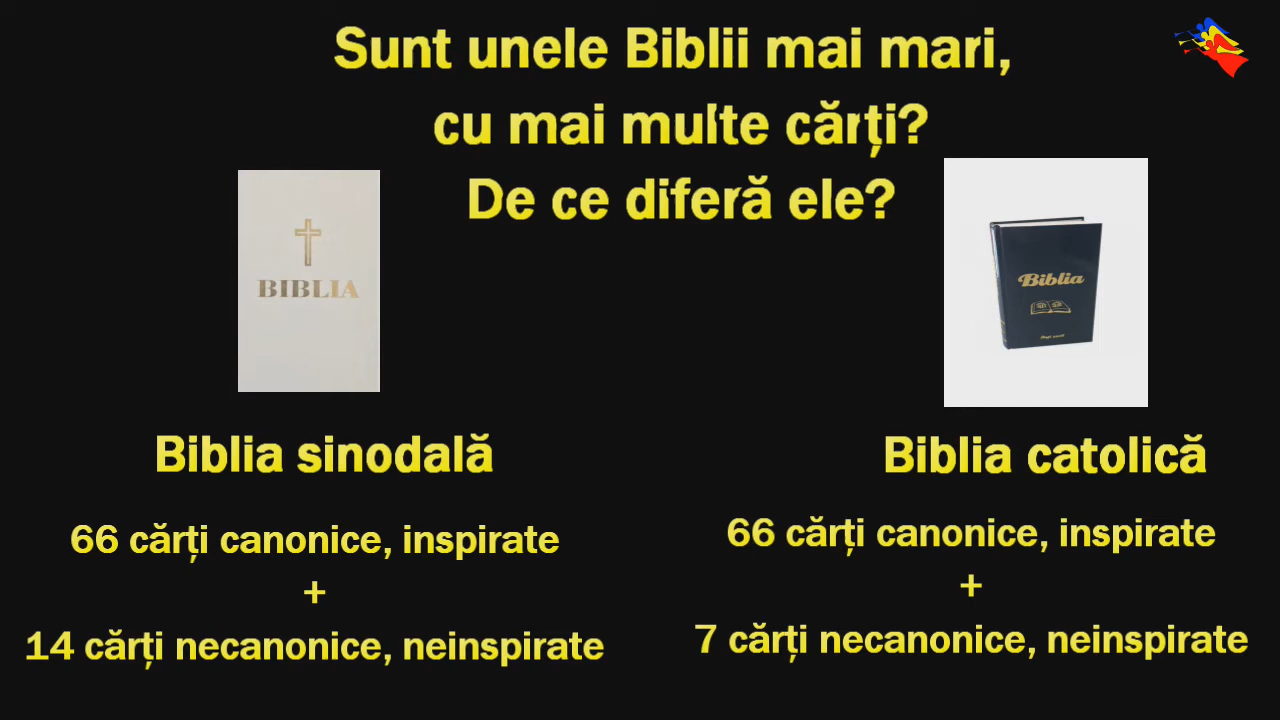 Sunt unele Biblii mai mari,
cu mai multe cărți?
De ce diferă ele?
BIBLIA
Biblia
Biblia sinodală
Biblia catolică
66 cărți canonice, inspirate
+
14 cărți necanonice, neinspirate
66 cărți canonice, inspirate
+
7 cărți necanonice, neinspirate